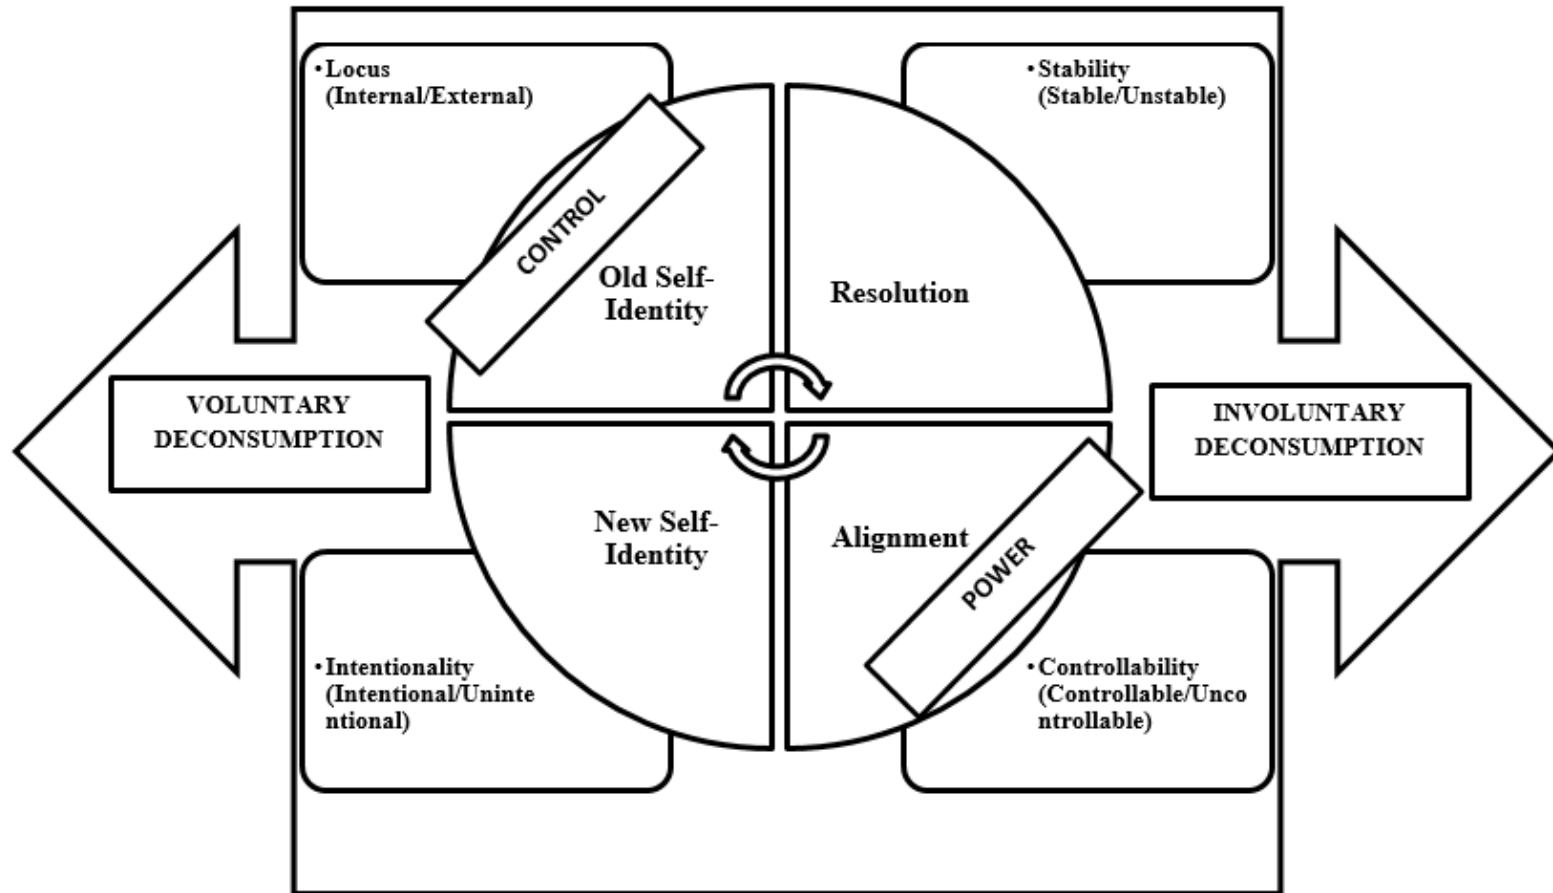 • Locus
(Internal/External)
• Stability
(Stable/Unstable)
CONTROL
Old Self-
Identity
Resolution
VOLUNTARY
DECONSUMPTION
INVOLUNTARY
DECONSUMPTION
New Self-
Identity
Alignment
POWER
• Intentionality
(Intentional/Uninte
ntional)
• Controllability
(Controllable/Unco
ntrollable)